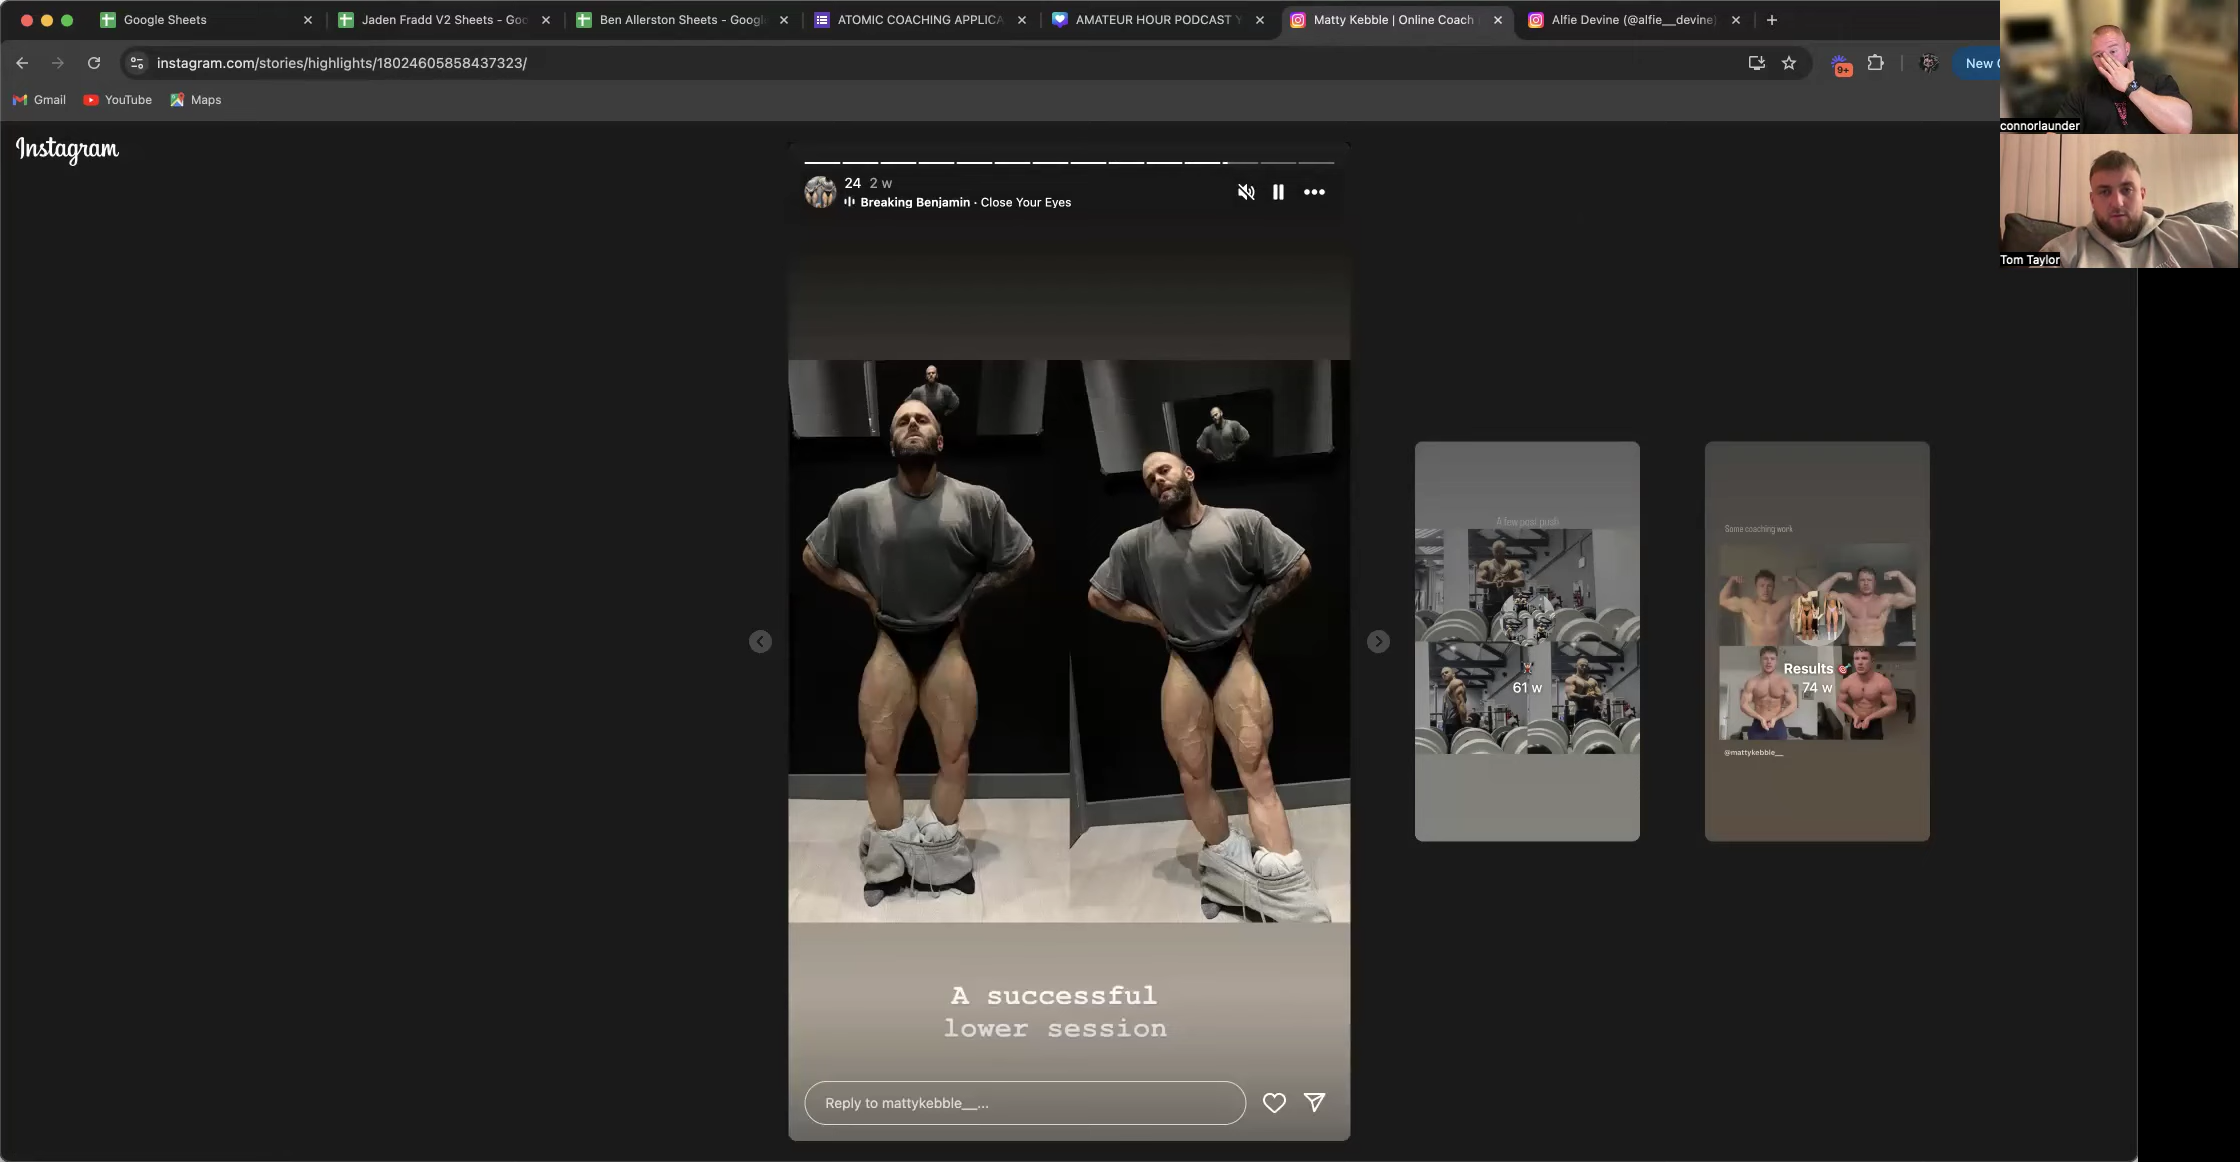 Google Sheets
Jaden Fradd V2 Sheets - Goo
Ben Allerston Sheets - Googl
ATOMIC COACHING APPLICA
AMATEUR HOUR PODCAST Y
Matty Kebble | Online Coach
Alfie Devine (@alfie__devine)
instagram.com/stories/highlights/18024605858437323/
9+
New C
Gmail
YouTube
Maps
connorlaunder
Tom Taylor
Instagram
24 2 w
Breaking Benjamin · Close Your Eyes
A successful
lower session
Reply to mattykebble__...
A few post push
61 w
Some coaching work
Results
74 w
@mattykebble__